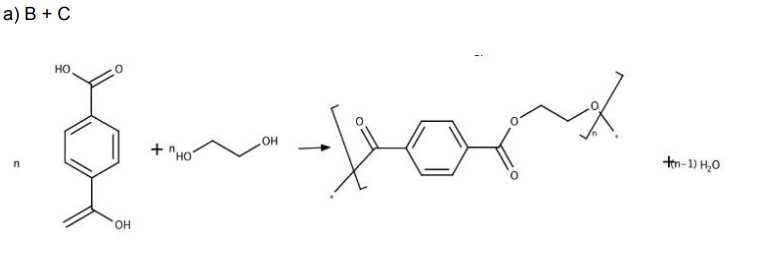 a) B + C
HO O
n + n HO OH O O O O n +(n-1) H₂O
OH